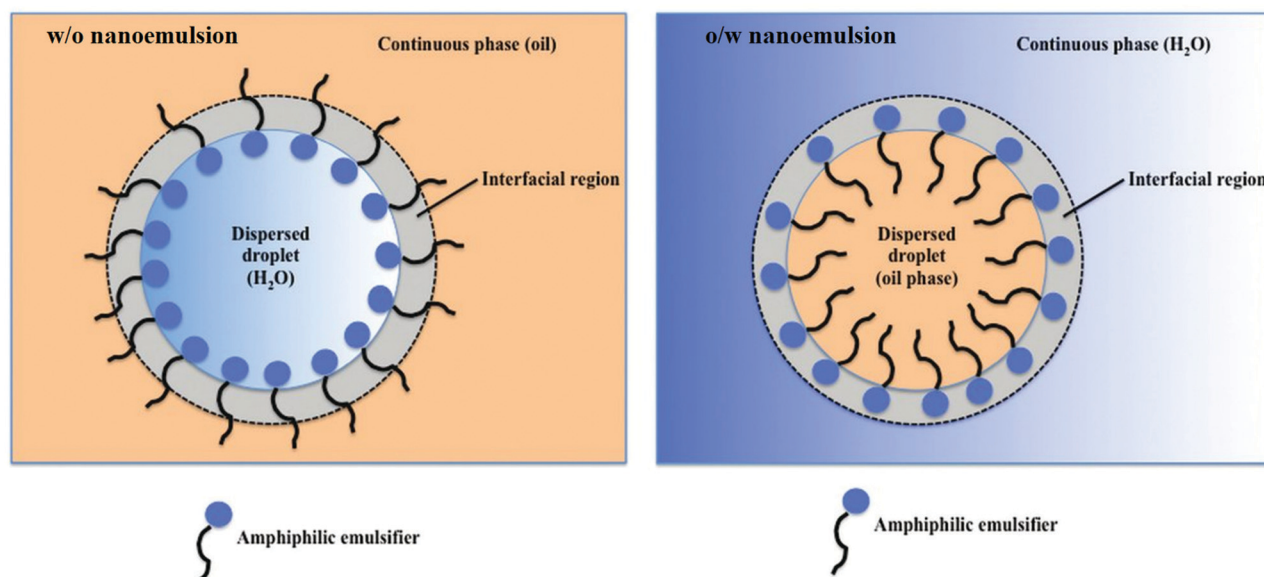 w/o nanoemulsion
Continuous phase (oil)
Interfacial region
Dispersed
droplet
(H₂O)
Amphiphilic emulsifier
o/w nanoemulsion
Continuous phase (H₂O)
Interfacial region
Dispersed
droplet
(oil phase)
Amphiphilic emulsifier